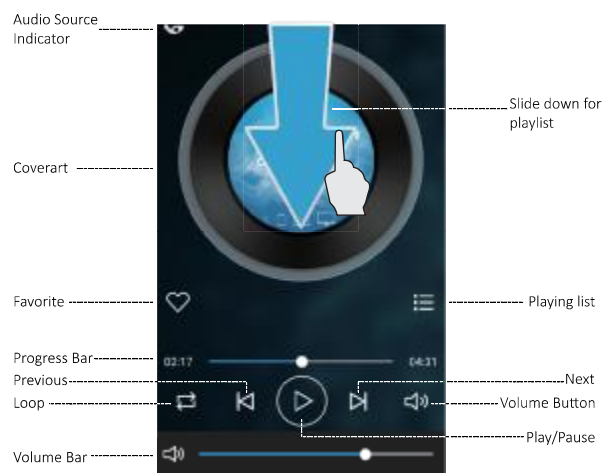 Audio Source
Indicator
Slide down for
playlist
Coverart
Favorite
Playing list
Progress Bar
02:17
04:31
Previous
Next
Loop
Volume Button
Play/Pause
Volume Bar